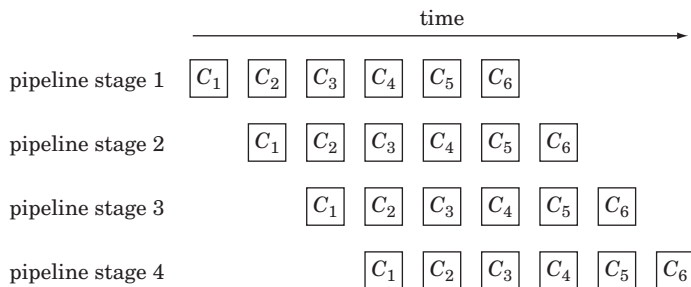 time
pipeline stage 1 C₁ C₂ C₃ C₄ C₅ C₆
pipeline stage 2 C₁ C₂ C₃ C₄ C₅ C₆
pipeline stage 3 C₁ C₂ C₃ C₄ C₅ C₆
pipeline stage 4 C₁ C₂ C₃ C₄ C₅ C₆